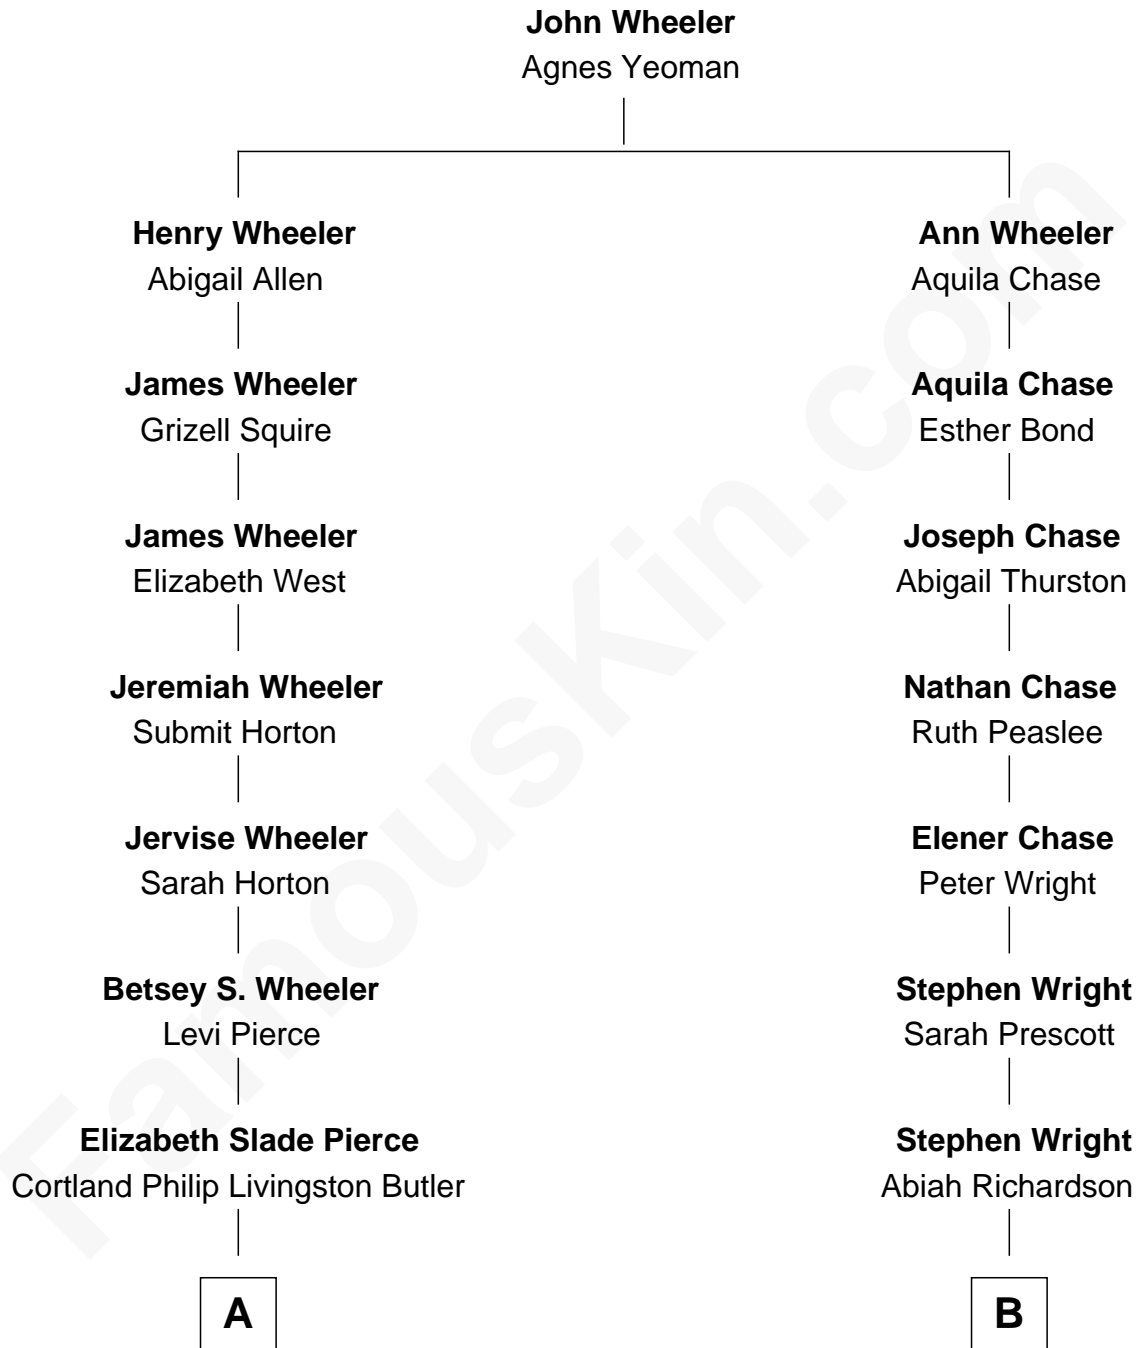 John Wheeler
Agnes Yeoman
Henry Wheeler
Abigail Allen
James Wheeler
Grizell Squire
James Wheeler
Elizabeth West
Jeremiah Wheeler
Submit Horton
Jervise Wheeler
Sarah Horton
Betsey S. Wheeler
Levi Pierce
Elizabeth Slade Pierce
Cortland Philip Livingston Butler
A
Ann Wheeler
Aquila Chase
Aquila Chase
Esther Bond
Joseph Chase
Abigail Thurston
Nathan Chase
Ruth Peaslee
Elener Chase
Peter Wright
Stephen Wright
Sarah Prescott
Stephen Wright
Abiah Richardson
B
FamousKin.com